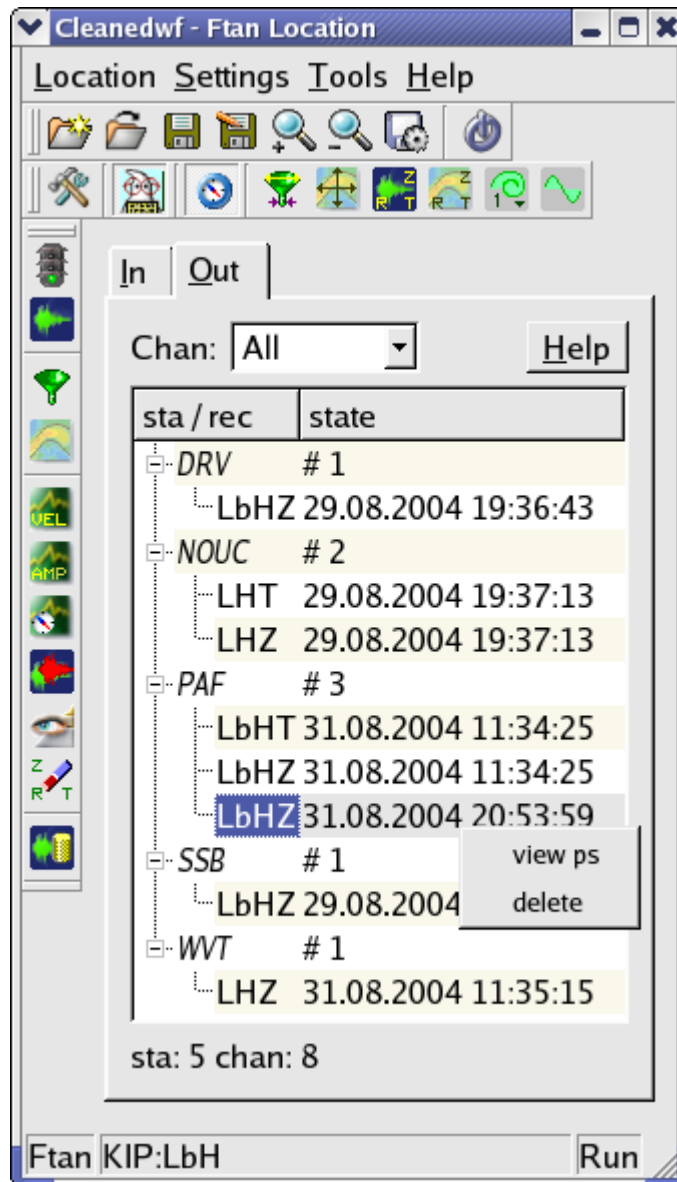 Cleanedwf - Ftan Location
Location Settings Tools Help
Z
R T
Z
R T
1
In Out
Chan: All Help
sta / rec state
DRV # 1
LbHZ 29.08.2004 19:36:43
NOUC # 2
LHT 29.08.2004 19:37:13
LHZ 29.08.2004 19:37:13
PAF # 3
LbHT 31.08.2004 11:34:25
LbHZ 31.08.2004 11:34:25
LbHZ 31.08.2004 20:53:59
view ps
SSB # 1
LbHZ 29.08.2004
delete
WVT # 1
LHZ 31.08.2004 11:35:15
sta: 5 chan: 8
VEL
AMP
Z
R T
Ftan KIP:LbH Run